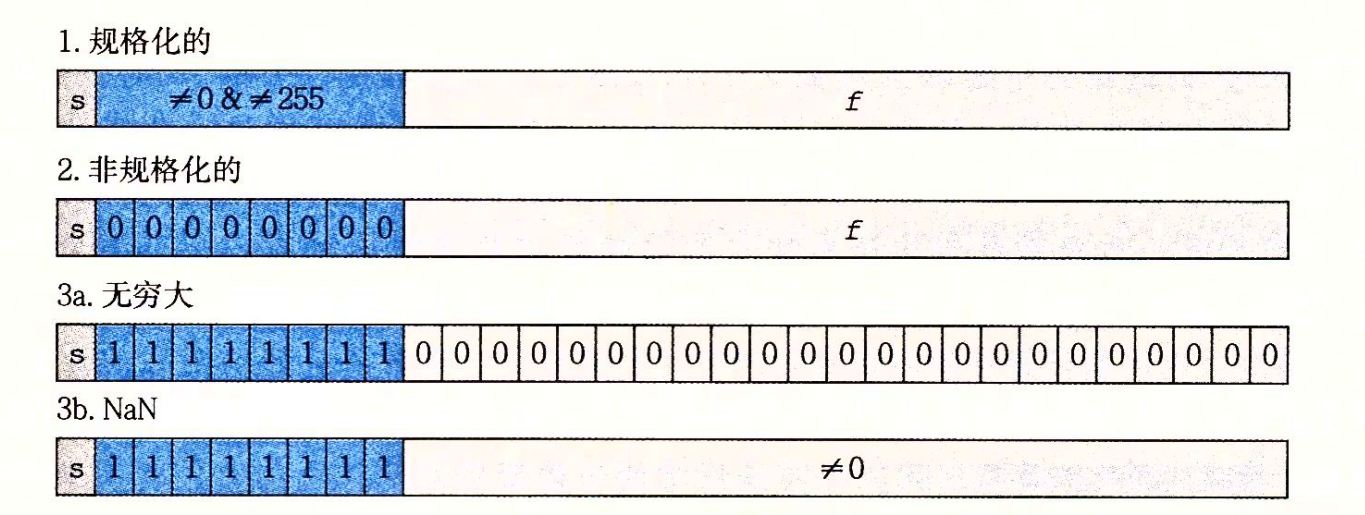 1. 规格化的
s ≠0 & ≠255 f
2. 非规格化的
s 0 0 0 0 0 0 0 0 f
3a. 无穷大
s 1 1 1 1 1 1 1 1 0 0 0 0 0 0 0 0 0 0 0 0 0 0 0 0 0 0 0 0 0 0 0
3b. NaN
s 1 1 1 1 1 1 1 1 ≠0